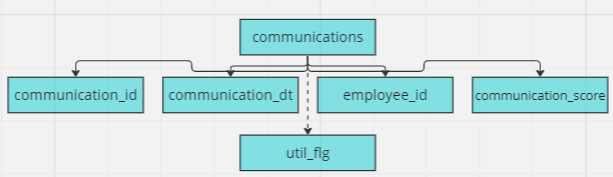 communications
communication_id
communication_dt
employee_id
communication_score
util_flg